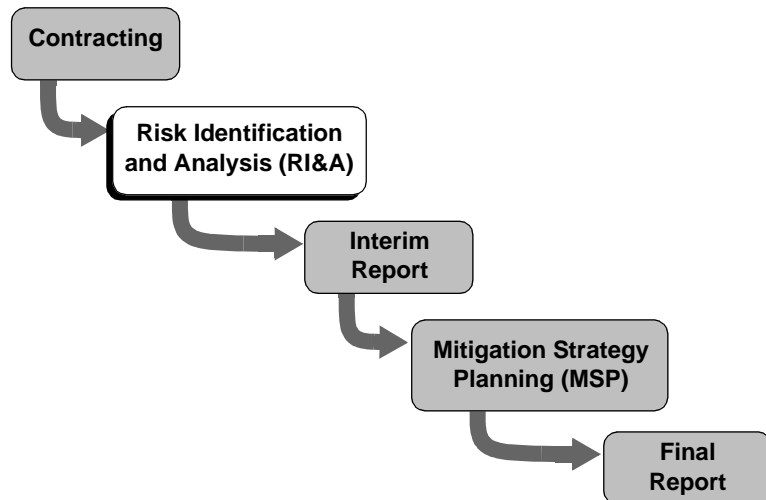 Contracting
Risk Identification
and Analysis (RI&A)
Interim
Report
Mitigation Strategy
Planning (MSP)
Final
Report